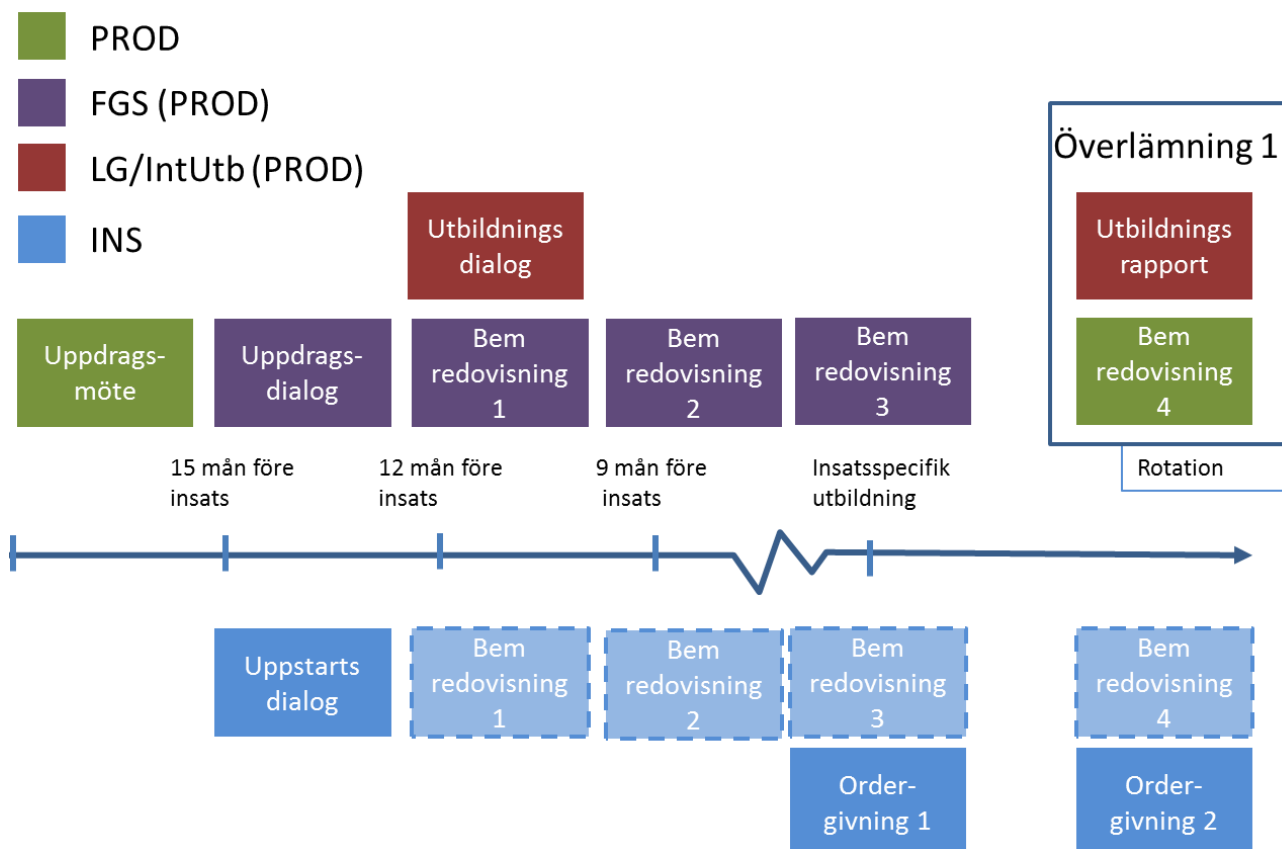 PROD
FGS (PROD)
LG/IntUtb (PROD)
INS
Överlämning 1
Utbildnings
dialog
Utbildnings
rapport
Uppdrags-
möte
Uppdrags-
dialog
Bem
redovisning
1
Bem
redovisning
2
Bem
redovisning
3
Bem
redovisning
4
15 mån före
insats
12 mån före
insats
9 mån före
insats
Insatsspecifik
utbildning
Rotation
Uppstarts
dialog
Bem
redovisning
1
Bem
redovisning
2
Bem
redovisning
3
Bem
redovisning
4
Order-
givning 1
Order-
givning 2